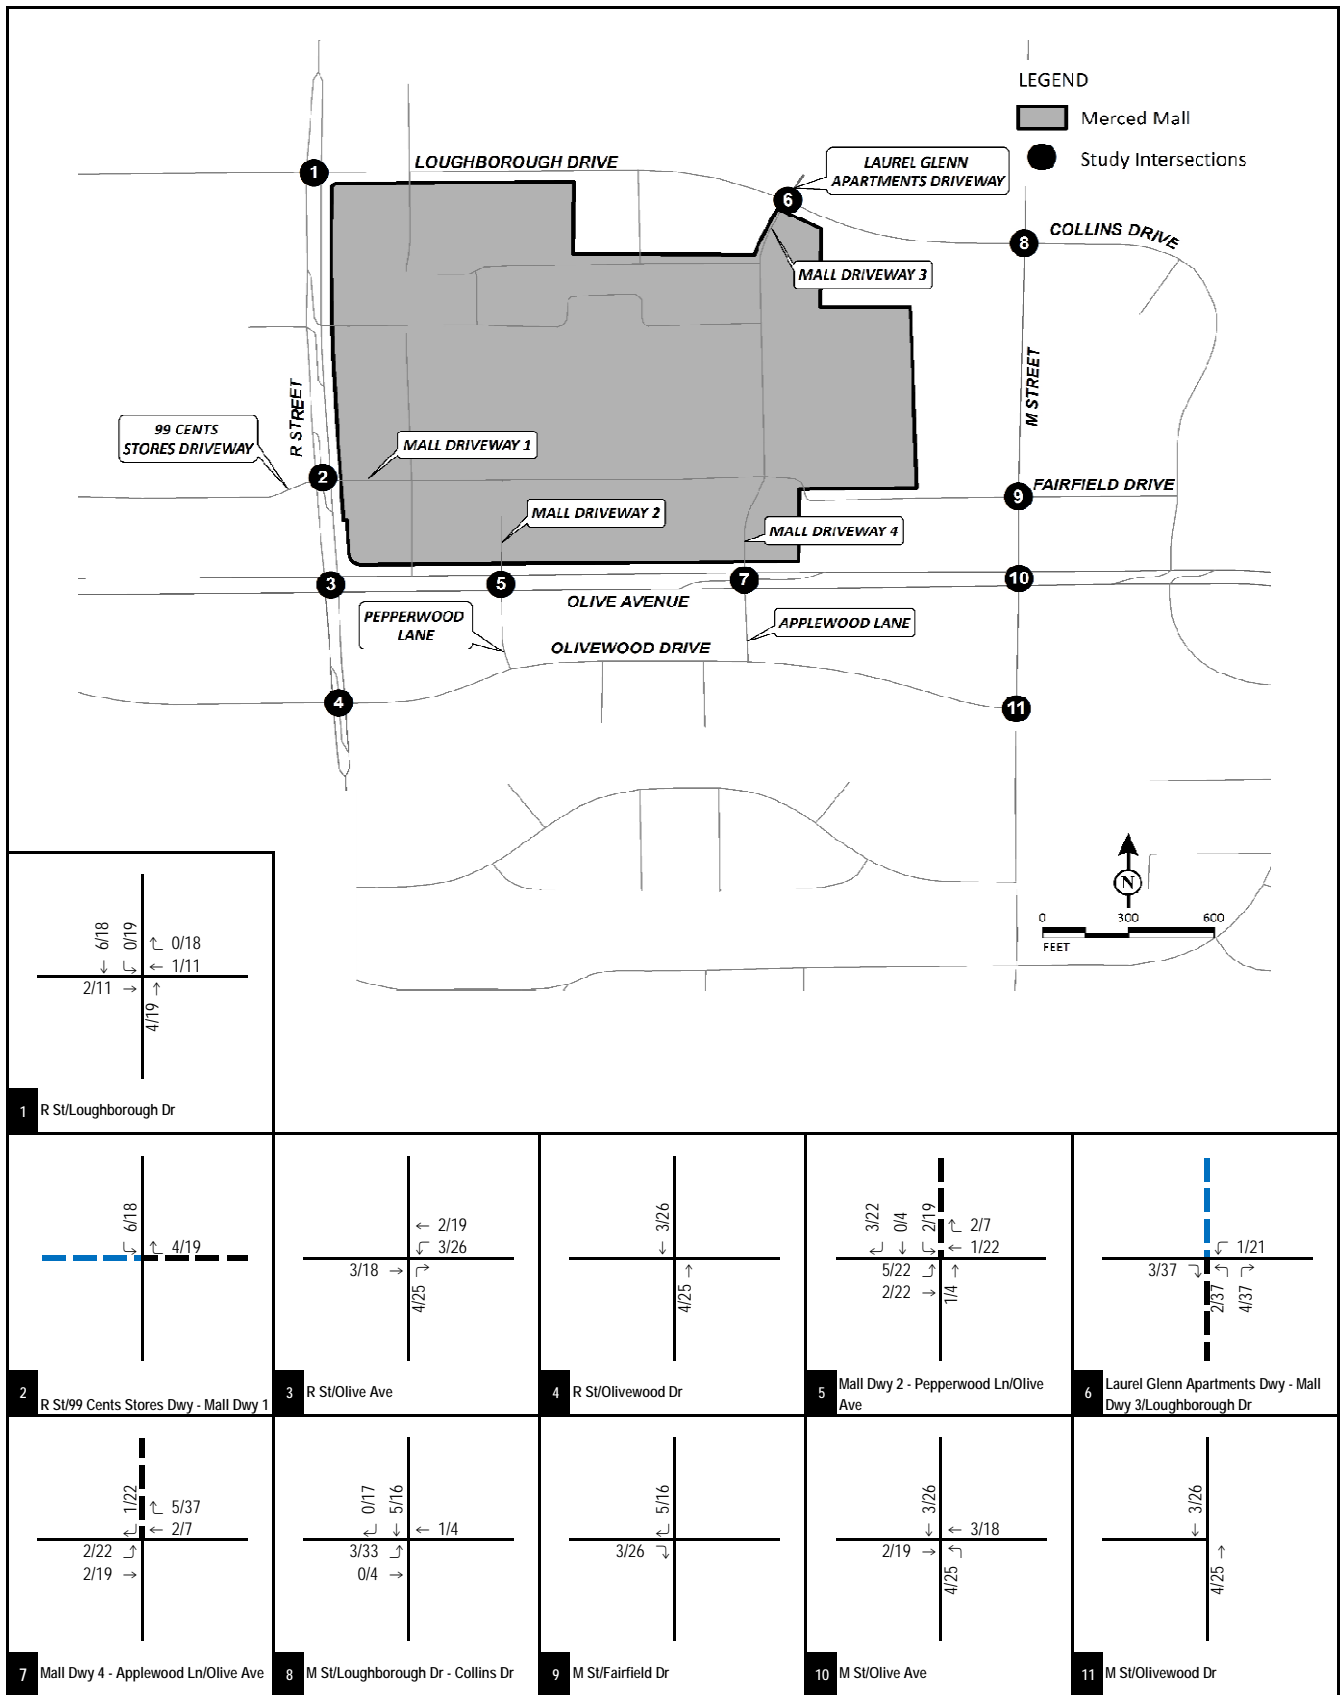 LEGEND
Merced Mall
Study Intersections
1
LOUGHBOROUGH DRIVE
LAUREL GLENN
APARTMENTS DRIVEWAY
6
8
COLLINS DRIVE
MALL DRIVEWAY 3
R STREET
M STREET
99 CENTS
STORES DRIVEWAY
MALL DRIVEWAY 1
2
9
FAIRFIELD DRIVE
MALL DRIVEWAY 2
MALL DRIVEWAY 4
3
5
7
10
OLIVE AVENUE
PEPPERWOOD
LANE
APPLEWOOD LANE
OLIVEWOOD DRIVE
4
11
N
0 300 600
FEET
6/18
0/19
0/18
1/11
2/11
4/19
1 R St/Loughborough Dr
6/18
4/19
2 R St/99 Cents Stores Dwy - Mall Dwy 1
2/19
3/26
3/18
4/25
3 R St/Olive Ave
3/26
4/25
4 R St/Olivewood Dr
3/22
0/4
2/19
2/7
1/22
5/22
2/22
1/4
5 Mall Dwy 2 - Pepperwood Ln/Olive
Ave
1/21
3/37
2/37
4/37
6 Laurel Glenn Apartments Dwy - Mall
Dwy 3/Loughborough Dr
1/22
5/37
2/7
2/22
2/19
7 Mall Dwy 4 - Applewood Ln/Olive Ave
0/17
5/16
1/4
3/33
0/4
8 M St/Loughborough Dr - Collins Dr
5/16
3/26
9 M St/Fairfield Dr
3/26
3/18
2/19
4/25
10 M St/Olive Ave
3/26
4/25
11 M St/Olivewood Dr